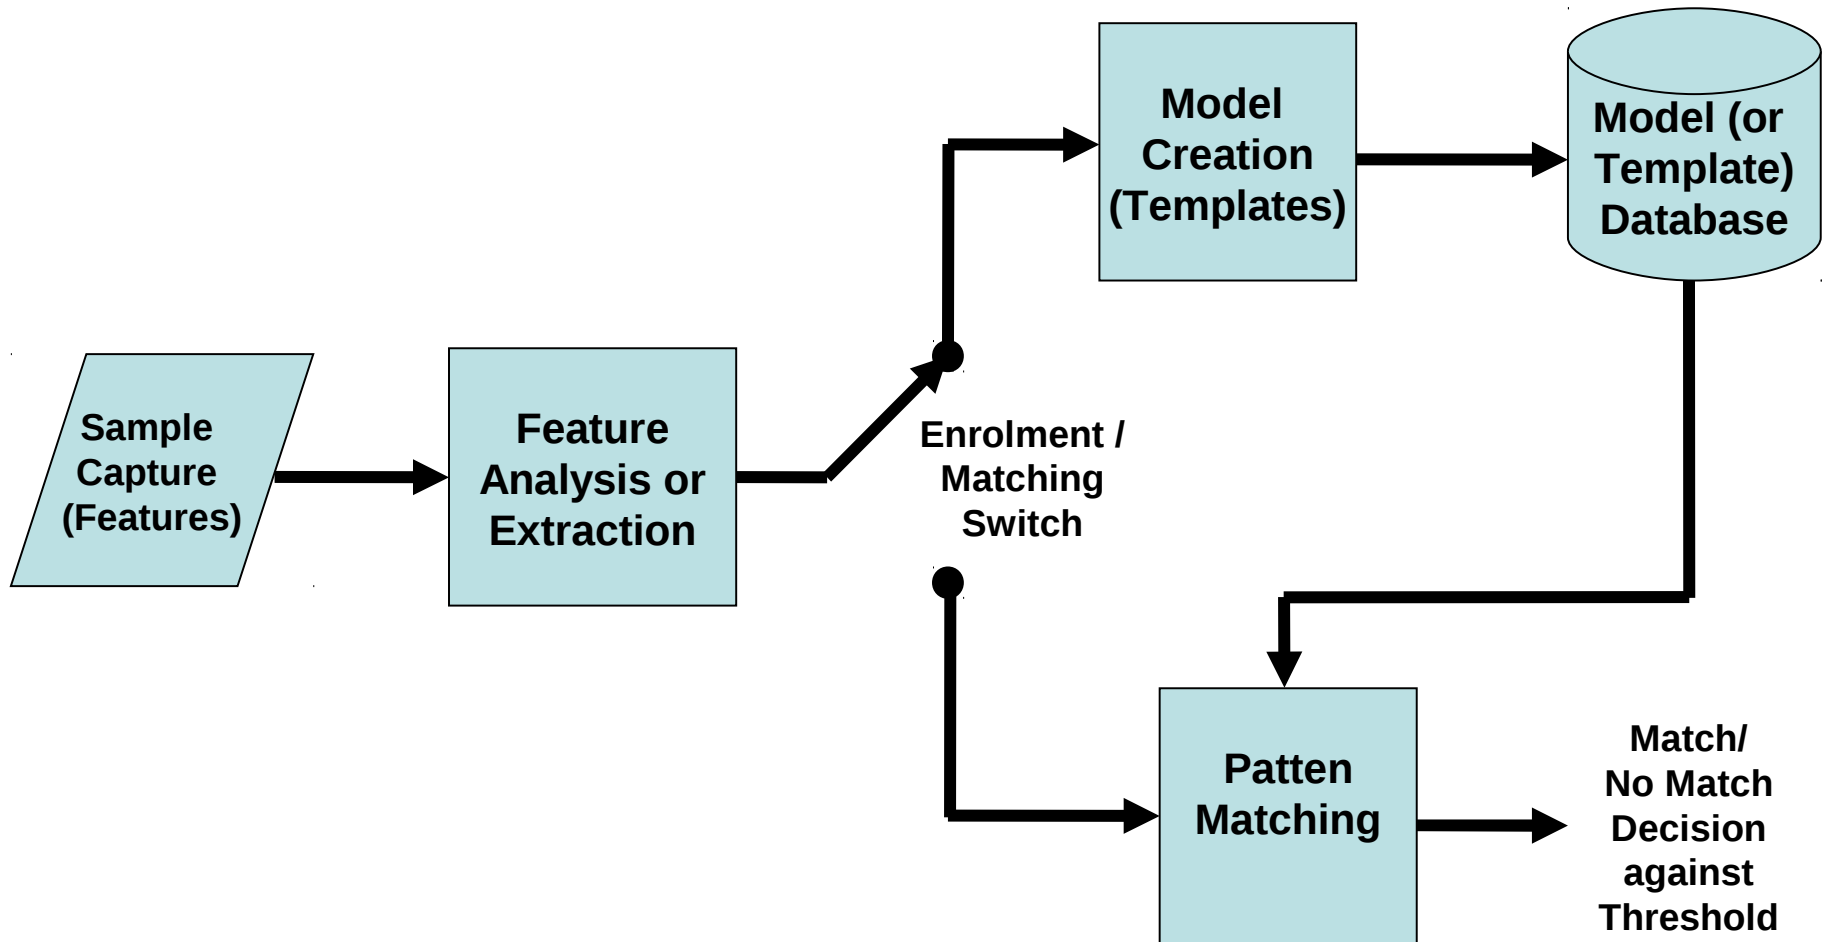 Model
Creation
(Templates)
Model (or
Template)
Database
Sample
Capture
(Features)
Feature
Analysis or
Extraction
Enrolment /
Matching
Switch
Patten
Matching
Match/
No Match
Decision
against
Threshold